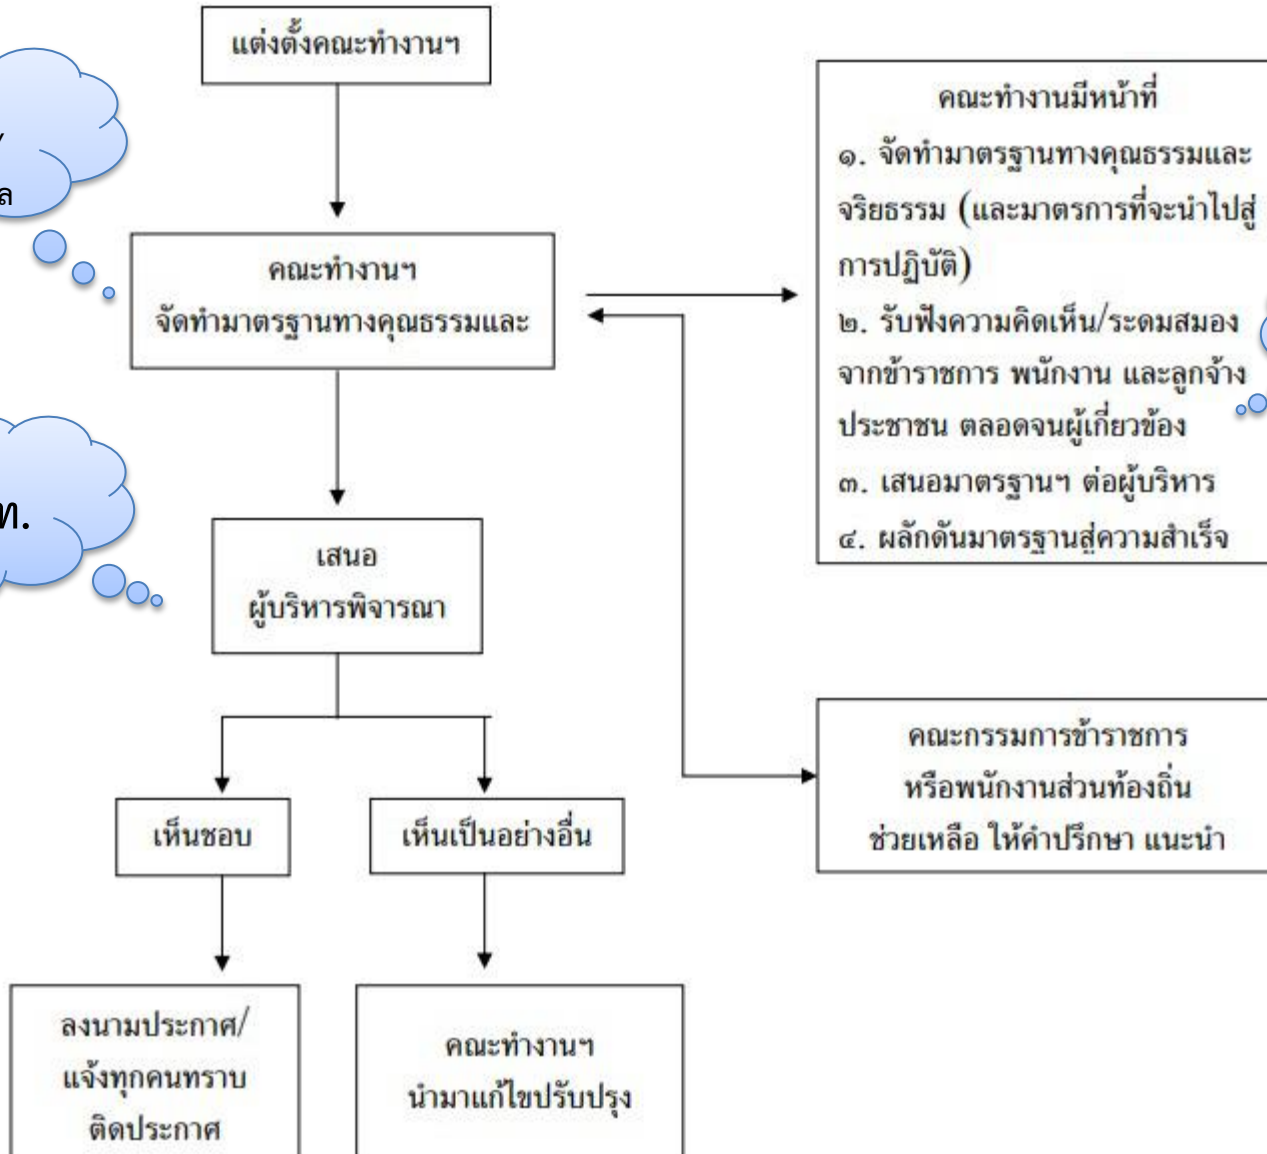 แต่งตั้งคณะทำงานฯ
คณะทำงานฯ
จัดทำมาตรฐานทางคุณธรรมและ
เสนอ
ผู้บริหารพิจารณา
เห็นชอบ
เห็นเป็นอย่างอื่น
ลงนามประกาศ/
แจ้งทุกคนทราบ
ติดประกาศ
คณะทำงานฯ
นำมาแก้ไขปรับปรุง
คณะทำงานมีหน้าที่
๑. จัดทำมาตรฐานทางคุณธรรมและ
จริยธรรม (และมาตรการที่จะนำไปสู่
การปฏิบัติ)
๒. รับฟังความคิดเห็น/ระดมสมอง
จากข้าราชการ พนักงาน และลูกจ้าง
ประชาชน ตลอดจนผู้เกี่ยวข้อง
๓. เสนอมาตรฐานฯ ต่อผู้บริหาร
๔. ผลักดันมาตรฐานสู่ความสำเร็จ
คณะกรรมการข้าราชการ
หรือพนักงานส่วนท้องถิ่น
ช่วยเหลือ ให้คำปรึกษา แนะนำ